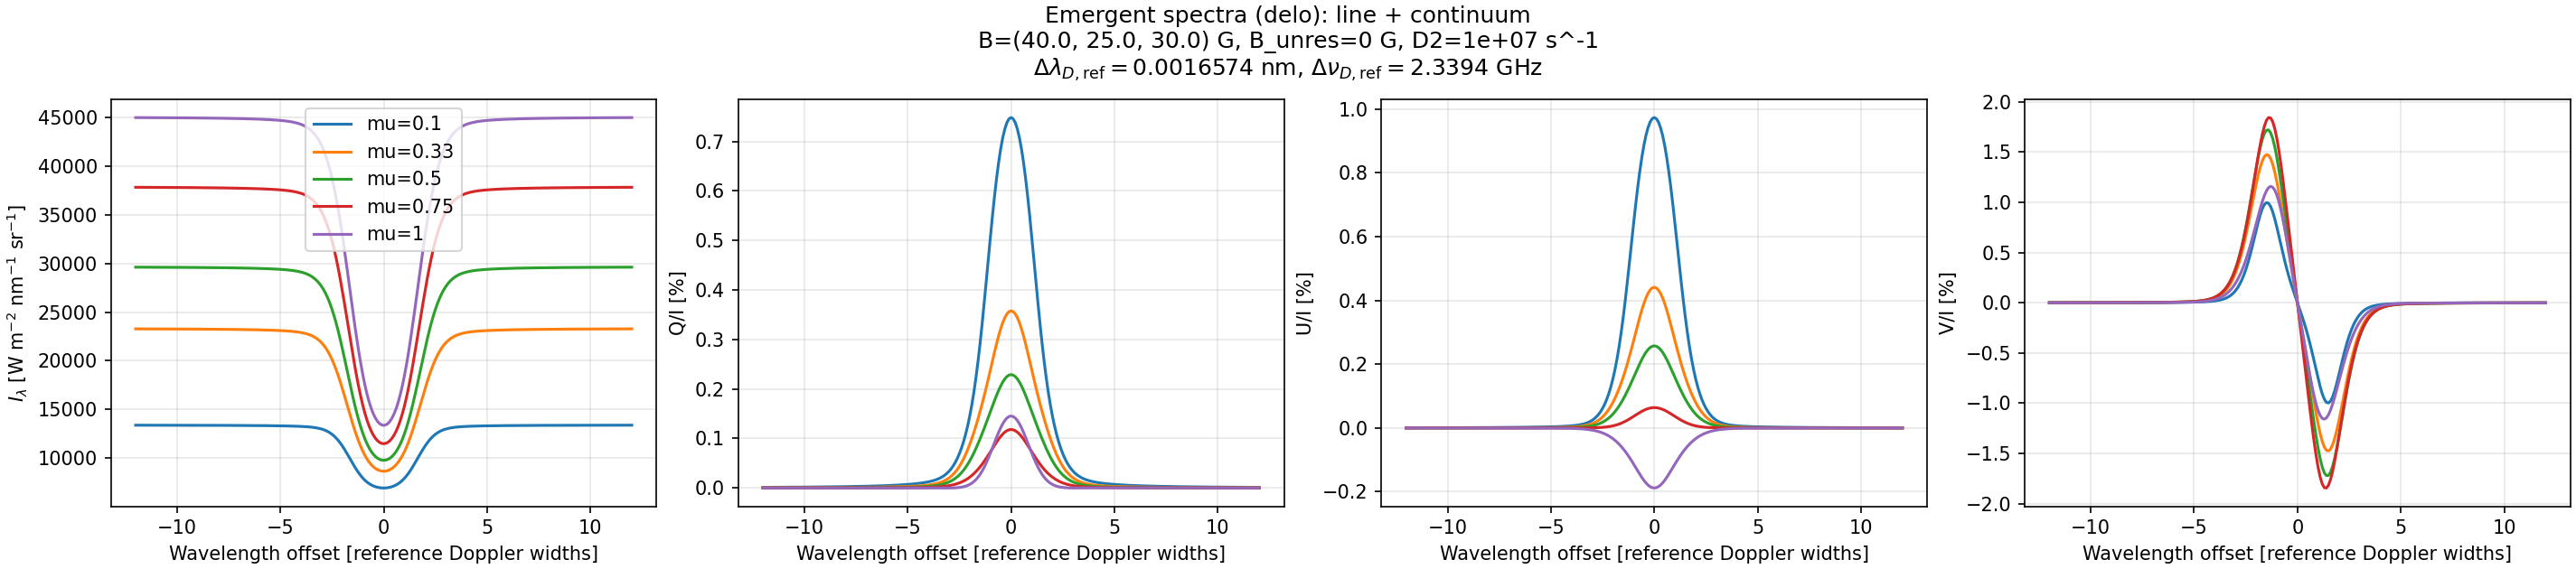 Emergent spectra (delo): line + continuum
B=(40.0, 25.0, 30.0) G, B_unres=0 G, D2=1e+07 s^-1
Δλ_{D,ref} = 0.0016574 nm, Δν_{D,ref} = 2.3394 GHz
I_λ [W m⁻² nm⁻¹ sr⁻¹]
45000
40000
35000
30000
25000
20000
15000
10000
mu=0.1
mu=0.33
mu=0.5
mu=0.75
mu=1
−10 −5 0 5 10
Wavelength offset [reference Doppler widths]
Q/I [%]
0.7
0.6
0.5
0.4
0.3
0.2
0.1
0.0
−10 −5 0 5 10
Wavelength offset [reference Doppler widths]
U/I [%]
1.0
0.8
0.6
0.4
0.2
0.0
−0.2
−10 −5 0 5 10
Wavelength offset [reference Doppler widths]
V/I [%]
2.0
1.5
1.0
0.5
0.0
−0.5
−1.0
−1.5
−2.0
−10 −5 0 5 10
Wavelength offset [reference Doppler widths]